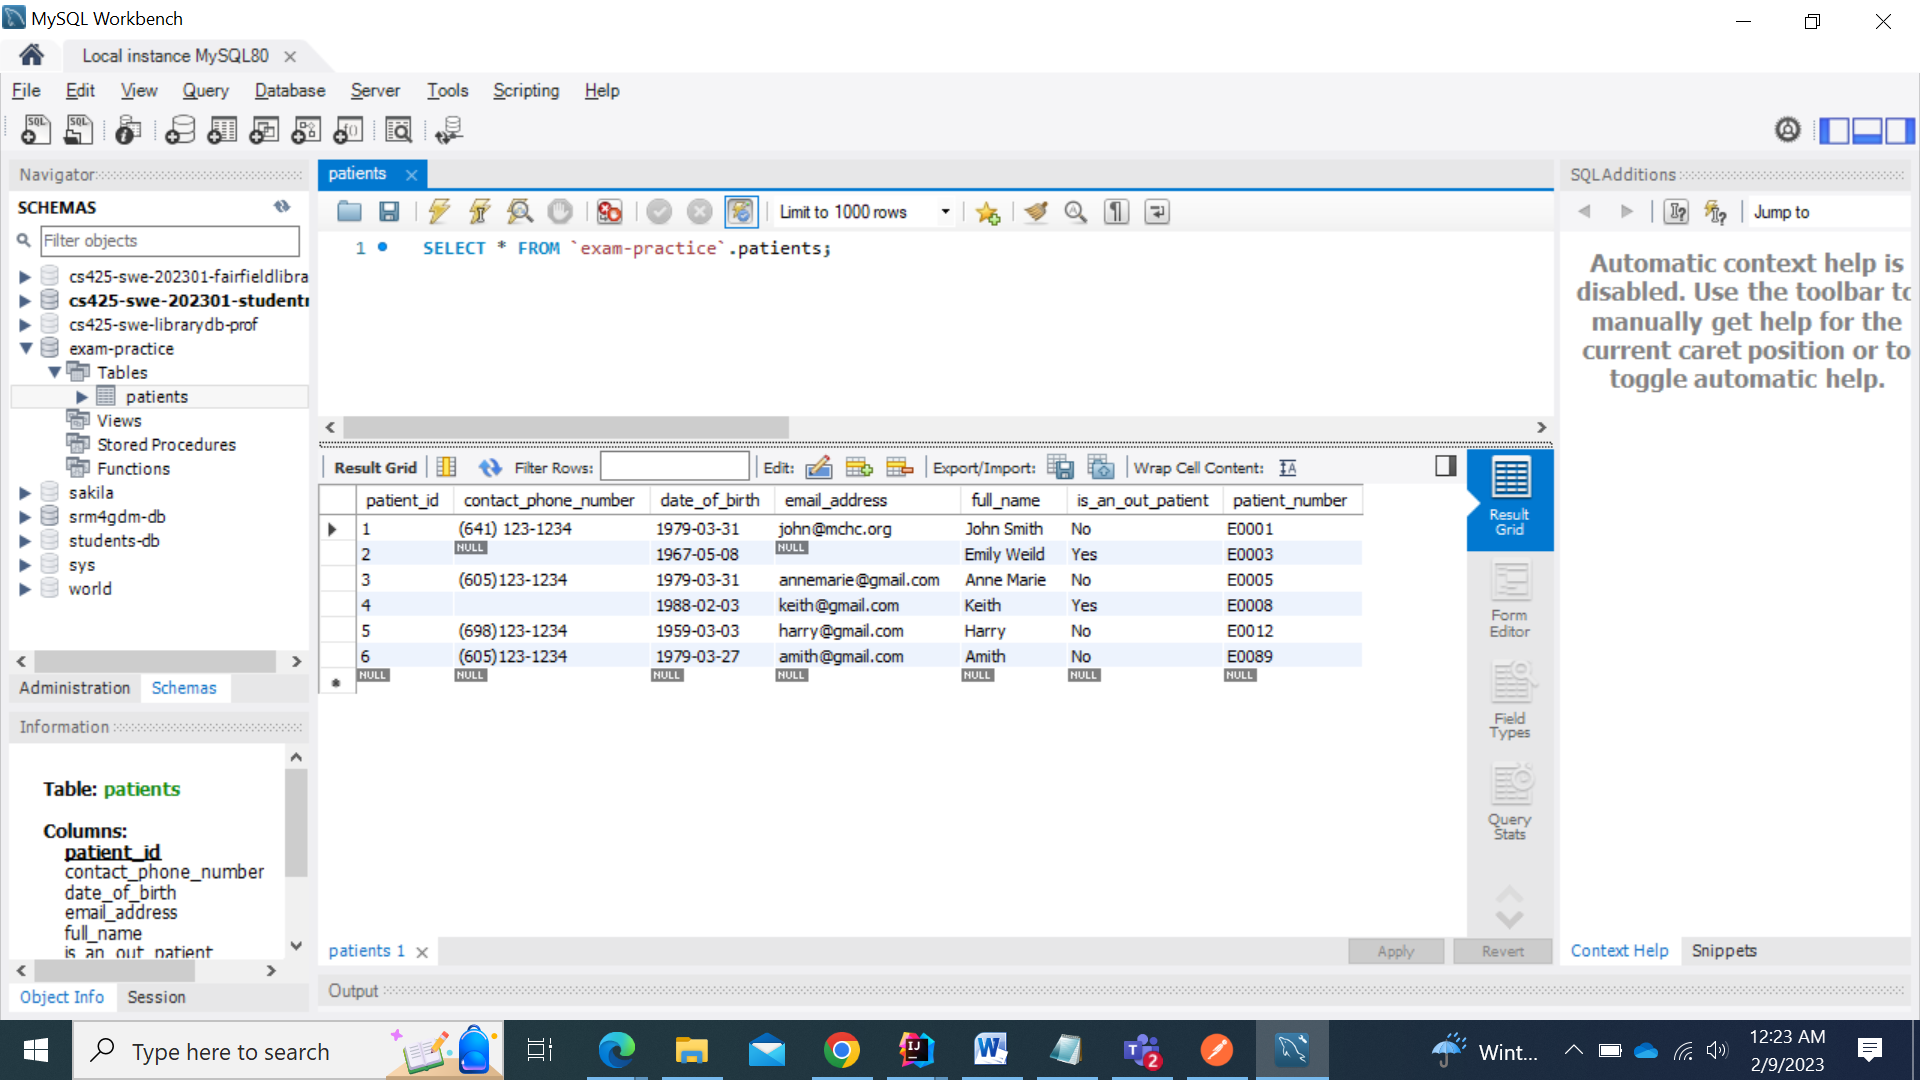 MySQL Workbench
Local instance MySQL80
File Edit View Query Database Server Tools Scripting Help
Navigator
SCHEMAS
Filter objects
cs425-swe-202301-fairfieldlibra
cs425-swe-202301-student
cs425-swe-librarydb-prof
exam-practice
Tables
patients
Views
Stored Procedures
Functions
sakila
srm4gdm-db
students-db
sys
world
Administration Schemas
Information
Table: patients
Columns:
patient_id
contact_phone_number
date_of_birth
email_address
full_name
is_an_out_patient
Object Info Session
patients
Limit to 1000 rows
1 SELECT * FROM `exam-practice`.patients;
Result Grid Filter Rows: Edit: Export/Import: Wrap Cell Content:
patient_id contact_phone_number date_of_birth email_address full_name is_an_out_patient patient_number
1 (641) 123-1234 1979-03-31 john@mchc.org John Smith No E0001
2 NULL 1967-05-08 NULL Emily Weild Yes E0003
3 (605)123-1234 1979-03-31 annemarie@gmail.com Anne Marie No E0005
4 1988-02-03 keith@gmail.com Keith Yes E0008
5 (698)123-1234 1959-03-03 harry@gmail.com Harry No E0012
6 (605)123-1234 1979-03-27 amith@gmail.com Amith No E0089
NULL NULL NULL NULL NULL NULL NULL
Result
Grid
Form
Editor
Field
Types
Query
Stats
patients 1
Apply Revert
Output
SQLAdditions
Jump to
Automatic context help is
disabled. Use the toolbar to
manually get help for the
current caret position or to
toggle automatic help.
Context Help Snippets
Type here to search
Wint...
12:23 AM
2/9/2023